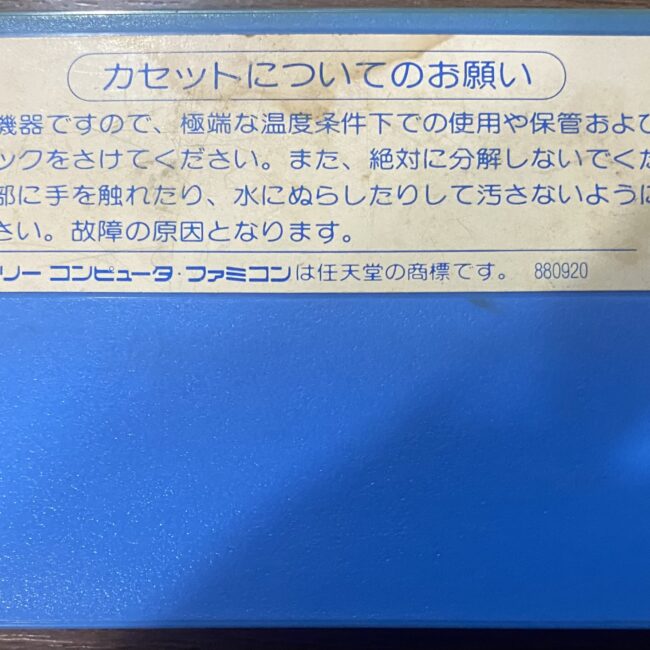 カセットについてのお願い
機器ですので、極端な温度条件下での使用や保管および
ックをさけてください。また、絶対に分解しないでくだ
部に手を触れたり、水にぬらしたりして汚さないように
さい。故障の原因となります。
リー コンピュータ・ファミコンは任天堂の商標です。 880920